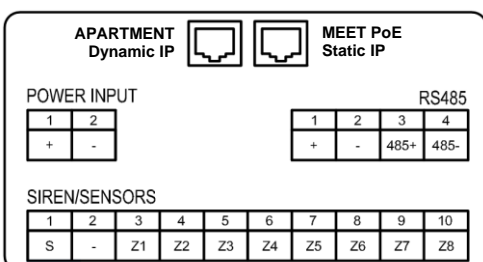 APARTMENT
Dynamic IP
MEET PoE
Static IP
POWER INPUT
1 2
+ -
RS485
1 2 3 4
+ - 485+ 485-
SIREN/SENSORS
1 2 3 4 5 6 7 8 9 10
S - Z1 Z2 Z3 Z4 Z5 Z6 Z7 Z8